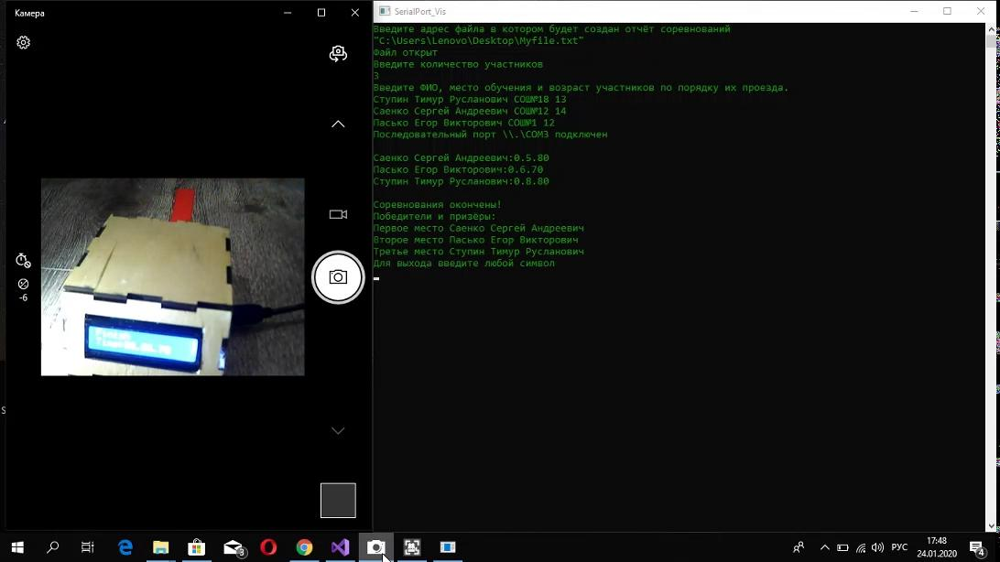 Камера
-6
SerialPort_Vis
Введите адрес файла в котором будет создан отчёт соревнований
"C:\Users\Lenovo\Desktop\Myfile.txt"
Файл открыт
Введите количество участников
3
Введите ФИО, место обучения и возраст участников по порядку их проезда.
Ступин Тимур Русланович СОШ№18 13
Саенко Сергей Андреевич СОШ№12 14
Пасько Егор Викторович СОШ№1 12
Последовательный порт \\.\COM3 подключен
Саенко Сергей Андреевич:0.5.80
Пасько Егор Викторович:0.6.70
Ступин Тимур Русланович:0.8.80
Соревнования окончены!
Победители и призёры:
Первое место Саенко Сергей Андреевич
Второе место Пасько Егор Викторович
Третье место Ступин Тимур Русланович
Для выхода введите любой символ
3
РУС
17:48
24.01.2020
4